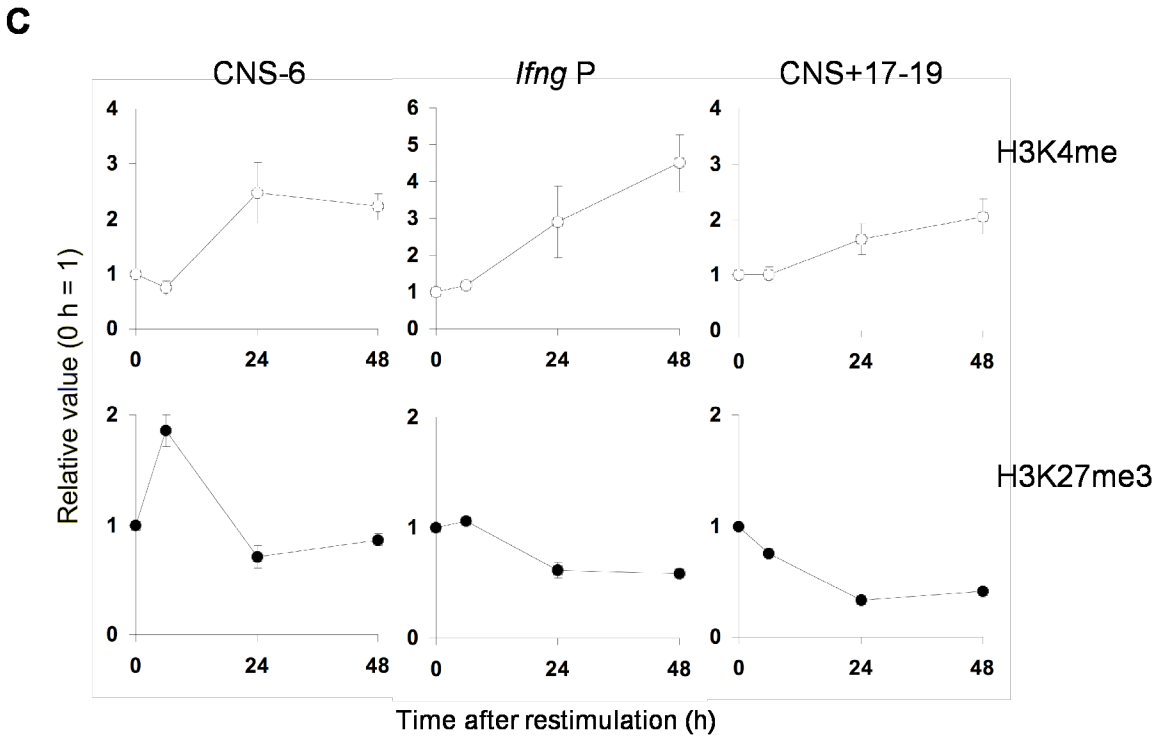 C
CNS-6 Ifng P CNS+17-19
4 6 4
5
3 3 H3K4me
4
2 3 2
2
1 1
1
0 0 0
0 24 48 0 24 48 0 24 48
Relative value (0 h = 1)
2 2 2
H3K27me3
1 1 1
0 0 0
0 24 48 0 24 48 0 24 48
Time after restimulation (h)